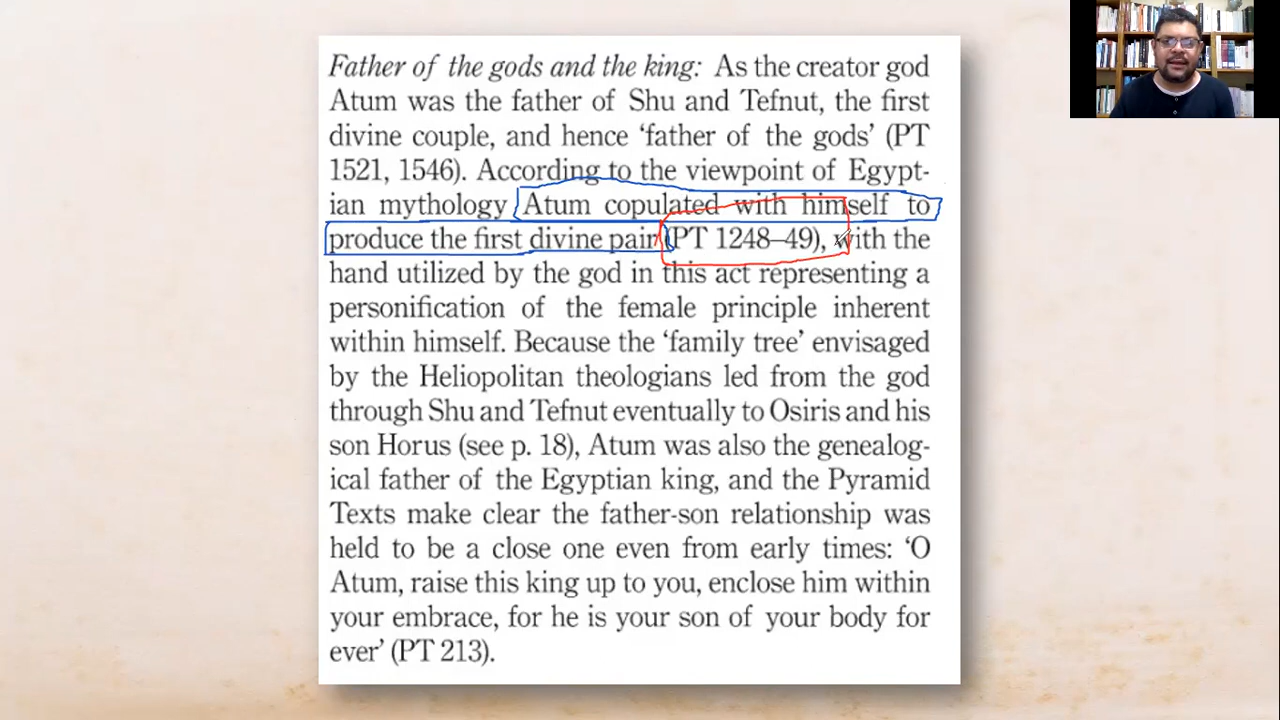 Father of the gods and the king: As the creator god
Atum was the father of Shu and Tefnut, the first
divine couple, and hence ‘father of the gods’ (PT
1521, 1546). According to the viewpoint of Egypt-
ian mythology Atum copulated with himself to
produce the first divine pair (PT 1248–49), with the
hand utilized by the god in this act representing a
personification of the female principle inherent
within himself. Because the ‘family tree’ envisaged
by the Heliopolitan theologians led from the god
through Shu and Tefnut eventually to Osiris and his
son Horus (see p. 18), Atum was also the genealog-
ical father of the Egyptian king, and the Pyramid
Texts make clear the father-son relationship was
held to be a close one even from early times: ‘O
Atum, raise this king up to you, enclose him within
your embrace, for he is your son of your body for
ever’ (PT 213).